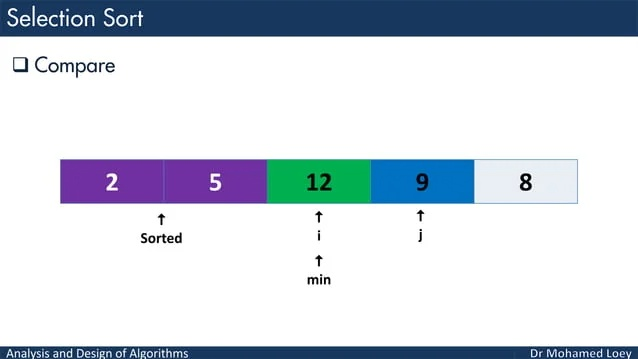 Selection Sort
❑ Compare
2 5 12 9 8
↑ ↑ ↑
Sorted i j
↑
min
Analysis and Design of Algorithms Dr Mohamed Loey